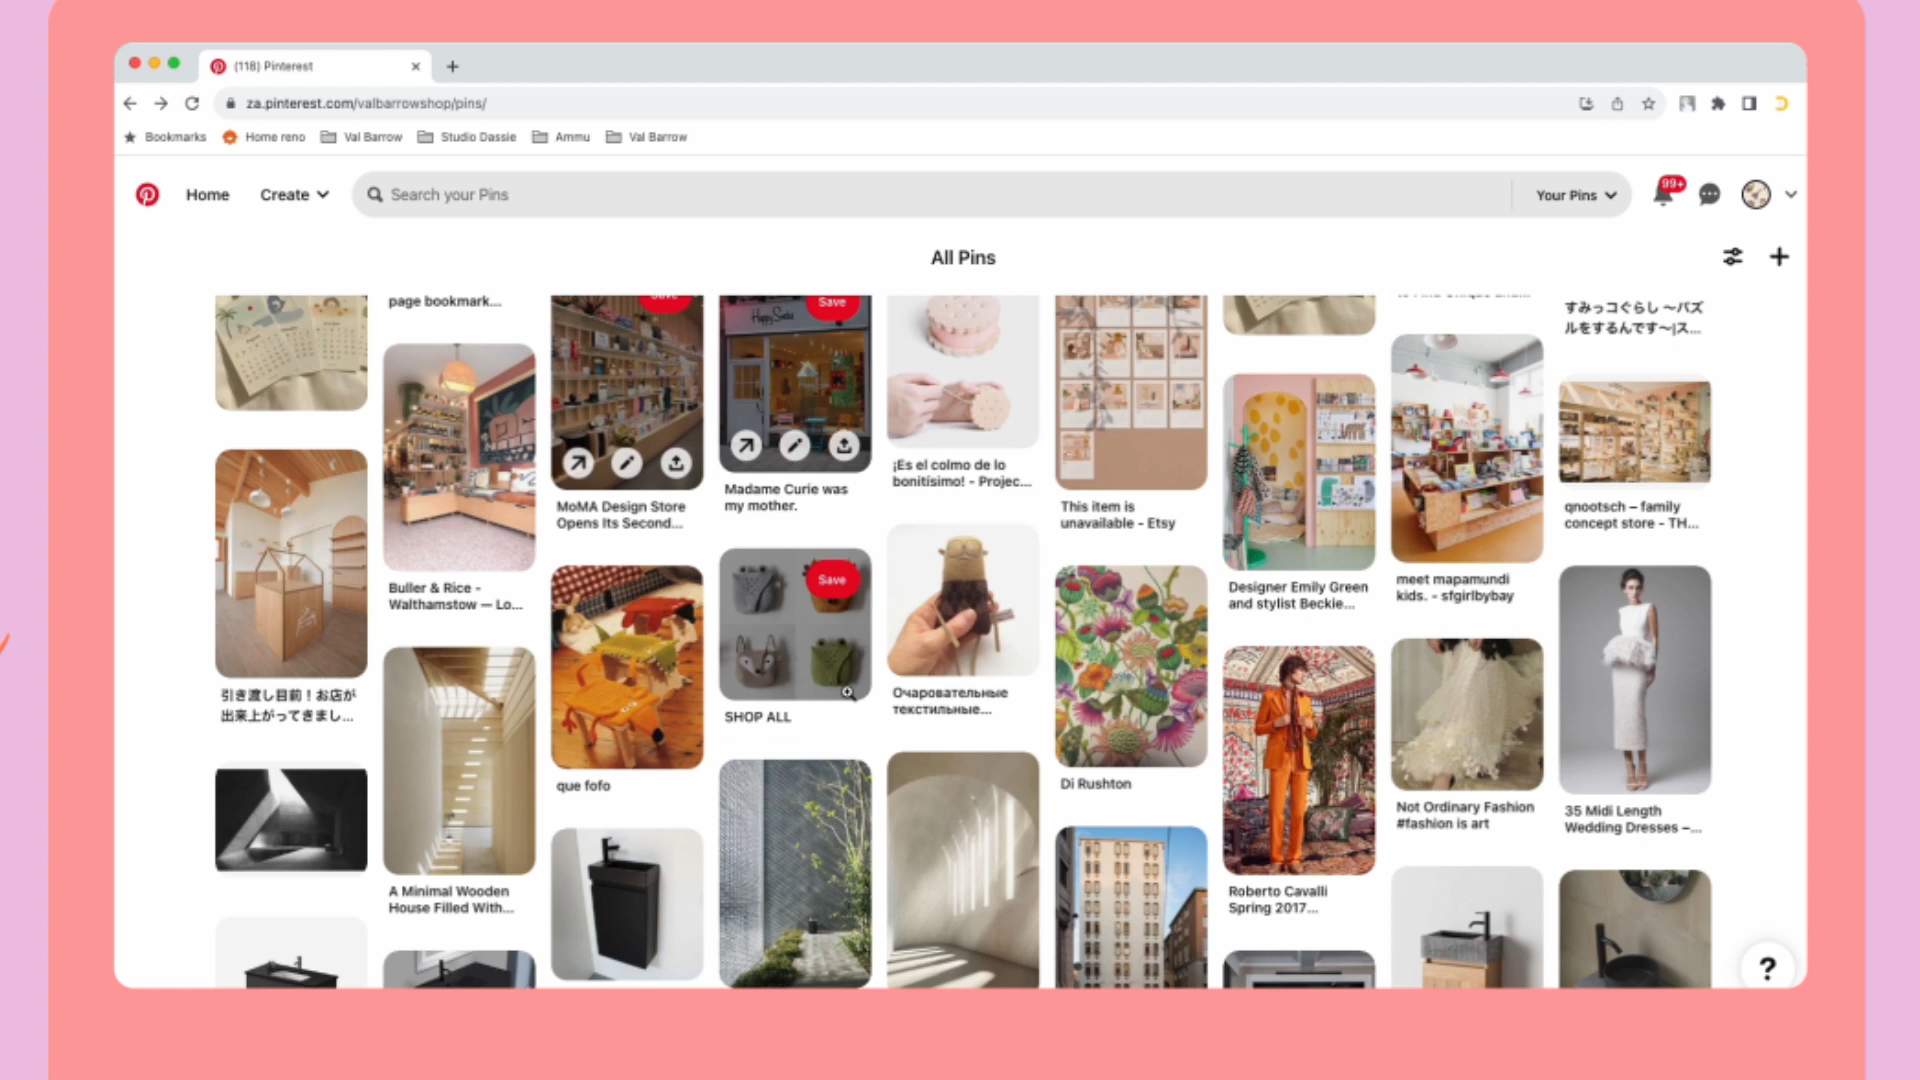 (118) Pinterest
za.pinterest.com/valbarrowshop/pins/
Bookmarks
Home reno
Val Barrow
Studio Dassie
Ammu
Val Barrow
Home
Create
Search your Pins
Your Pins
99+
All Pins
引き渡し目前！お店が
出来上がってきまし...
page bookmark...
Buller & Rice -
Walthamstow — Lo...
A Minimal Wooden
House Filled With...
Save
MoMA Design Store
Opens Its Second...
que fofo
Save
Happy Socks
Madame Curie was
my mother.
Save
SHOP ALL
¡Es el colmo de lo
bonitísimo! - Projec...
Очаровательные
текстильные...
This item is
unavailable - Etsy
Di Rushton
Designer Emily Green
and stylist Beckie...
Roberto Cavalli
Spring 2017...
meet mapamundi
kids. - sfgirlbybay
Not Ordinary Fashion
#fashion is art
すみっコぐらし ～パズ
ルをするんです～|ス...
qnootsch – family
concept store - TH...
35 Midi Length
Wedding Dresses –...
?